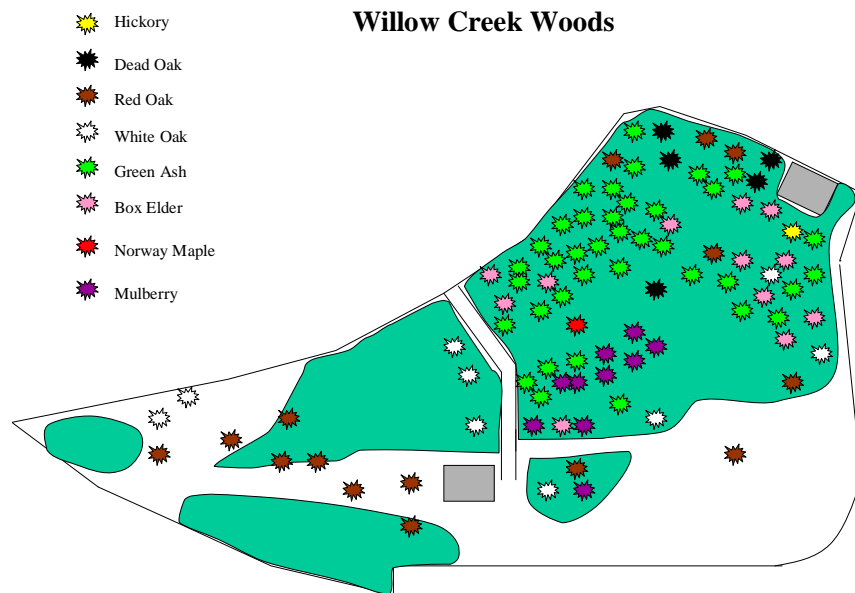 Willow Creek Woods
Hickory
Dead Oak
Red Oak
White Oak
Green Ash
Box Elder
Norway Maple
Mulberry